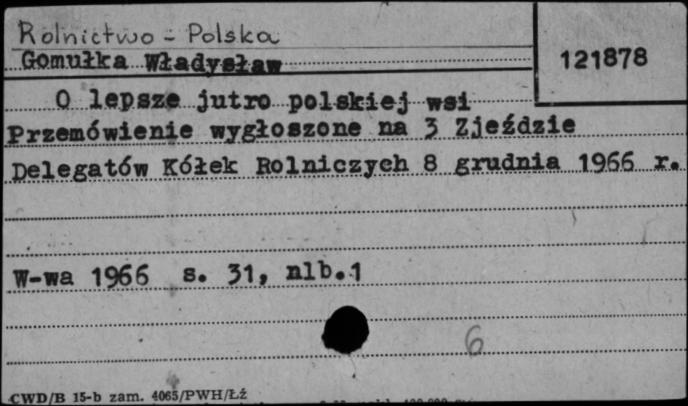 Rolnictwo - Polska
Gomułka Władysław
121878
O lepsze jutro polskiej wsi
Przemówienie wygłoszone na 3 Zjeździe
Delegatów Kółek Rolniczych 8 grudnia 1966 r.
W-wa 1966 s. 31, nlb.1
6
CWD/B 15-b zam. 4065/PWH/Łż